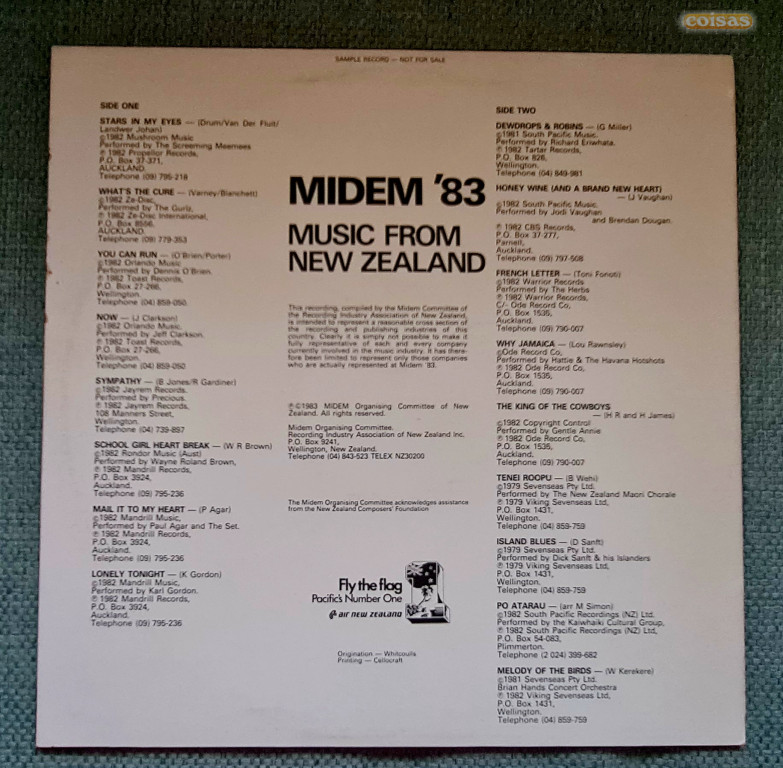 coisas
SAMPLE RECORD — NOT FOR SALE
SIDE ONE
STARS IN MY EYES — (Drum/Van Der Fluit/
Landwer Johan)
©1982 Mushroom Music
Performed by The Screeming Meemees
℗ 1982 Propeller Records,
P.O. Box 37-371,
AUCKLAND.
Telephone (09) 795-218
WHAT'S THE CURE — (Varney/Blanchett)
©1982 Ze-Disc,
Performed by The Gurlz,
℗ 1982 Ze-Disc International,
P.O. Box 8556,
AUCKLAND.
Telephone (09) 779-353
YOU CAN RUN — (O'Brien/Porter)
©1982 Orlando Music
Performed by Dennis O'Brien.
℗ 1982 Toast Records,
P.O. Box 27-266,
Wellington.
Telephone (04) 859-050
NOW — (J Clarkson)
©1982 Orlando Music,
Performed by Jeff Clarkson.
℗ 1982 Toast Records,
P.O. Box 27-266,
Wellington.
Telephone (04) 859-050
SYMPATHY — (B Jones/R Gardiner)
©1982 Jayrem Records.
Performed by Precious.
℗ 1982 Jayrem Records,
108 Manners Street,
Wellington.
Telephone (04) 739-897
SCHOOL GIRL HEART BREAK — (W R Brown)
©1982 Rondor Music (Aust)
Performed by Wayne Roland Brown,
℗ 1982 Mandrill Records,
P.O. Box 3924,
Auckland.
Telephone (09) 795-236
MAIL IT TO MY HEART — (P Agar)
©1982 Mandrill Music,
Performed by Paul Agar and The Set.
℗ 1982 Mandrill Records,
P.O. Box 3924,
Auckland.
Telephone (09) 795-236
LONELY TONIGHT — (K Gordon)
©1982 Mandrill Music,
Performed by Karl Gordon.
℗ 1982 Mandrill Records,
P.O. Box 3924,
Auckland.
Telephone (09) 795-236
MIDEM '83
MUSIC FROM
NEW ZEALAND
This recording, compiled by the Midem Committee of
the Recording Industry Association of New Zealand,
is intended to represent a reasonable cross section of
the recording and publishing industries of this
country. Clearly it is simply not possible to make it
fully representative of each and every company
currently involved in the music industry. It has there-
fore been limited to represent only those companies
who are actually represented at Midem '83.
℗©1983 MIDEM Organising Committee of New
Zealand. All rights reserved.
Midem Organising Committee.
Recording Industry Association of New Zealand Inc.
P.O. Box 9241,
Wellington, New Zealand.
Telephone (04) 843-523 TELEX NZ30200
The Midem Organising Committee acknowledges assistance
from the New Zealand Composers' Foundation
Fly the flag
Pacific's Number One
air new zealand
Origination — Whitcoulls
Printing — Cellocraft
SIDE TWO
DEWDROPS & ROBINS — (G Miller)
©1981 South Pacific Music.
Performed by Richard Eriwhata.
℗ 1982 Tartar Records,
P.O. Box 826,
Wellington.
Telephone (04) 849-981
HONEY WINE (AND A BRAND NEW HEART)
— (J Vaughan)
©1982 South Pacific Music.
Performed by Jodi Vaughan
and Brendan Dougan.
℗ 1982 CBS Records,
P.O. Box 37-277,
Parnell,
Auckland.
Telephone (09) 797-508
FRENCH LETTER — (Toni Fonoti)
©1982 Warrior Records
Performed by The Herbs
℗ 1982 Warrior Records,
C/- Ode Record Co,
P.O. Box 1535,
Auckland.
Telephone (09) 790-007
WHY JAMAICA — (Lou Rawnsley)
©Ode Record Co,
Performed by Hattie & The Havana Hotshots
℗ 1982 Ode Record Co,
P.O. Box 1535,
Auckland.
Telephone (09) 790-007
THE KING OF THE COWBOYS
— (H R and H James)
©1982 Copyright Control
Performed by Gentle Annie
℗ 1982 Ode Record Co,
P.O. Box 1535,
Auckland,
Telephone (09) 790-007
TENEI ROOPU — (B Wehi)
©1979 Sevenseas Pty Ltd.
Performed by The New Zealand Maori Chorale
℗ 1979 Viking Sevenseas Ltd,
P.O. Box 1431,
Wellington.
Telephone (04) 859-759
ISLAND BLUES — (D Sanft)
©1979 Sevenseas Pty Ltd.
Performed by Dick Sanft & his Islanders
℗ 1979 Viking Sevenseas Ltd,
P.O. Box 1431,
Wellington.
Telephone (04) 859-759
PO ATARAU — (arr M Simon)
©1982 South Pacific Recordings (NZ) Ltd.
Performed by the Kaiwhaiki Cultural Group,
℗ 1982 South Pacific Recordings (NZ) Ltd,
P.O. Box 54-083,
Plimmerton.
Telephone (2 024) 399-682
MELODY OF THE BIRDS — (W Kerekere)
©1981 Sevenseas Pty Ltd.
Brian Hands Concert Orchestra
℗ 1982 Viking Sevenseas Ltd,
P.O. Box 1431,
Wellington.
Telephone (04) 859-759